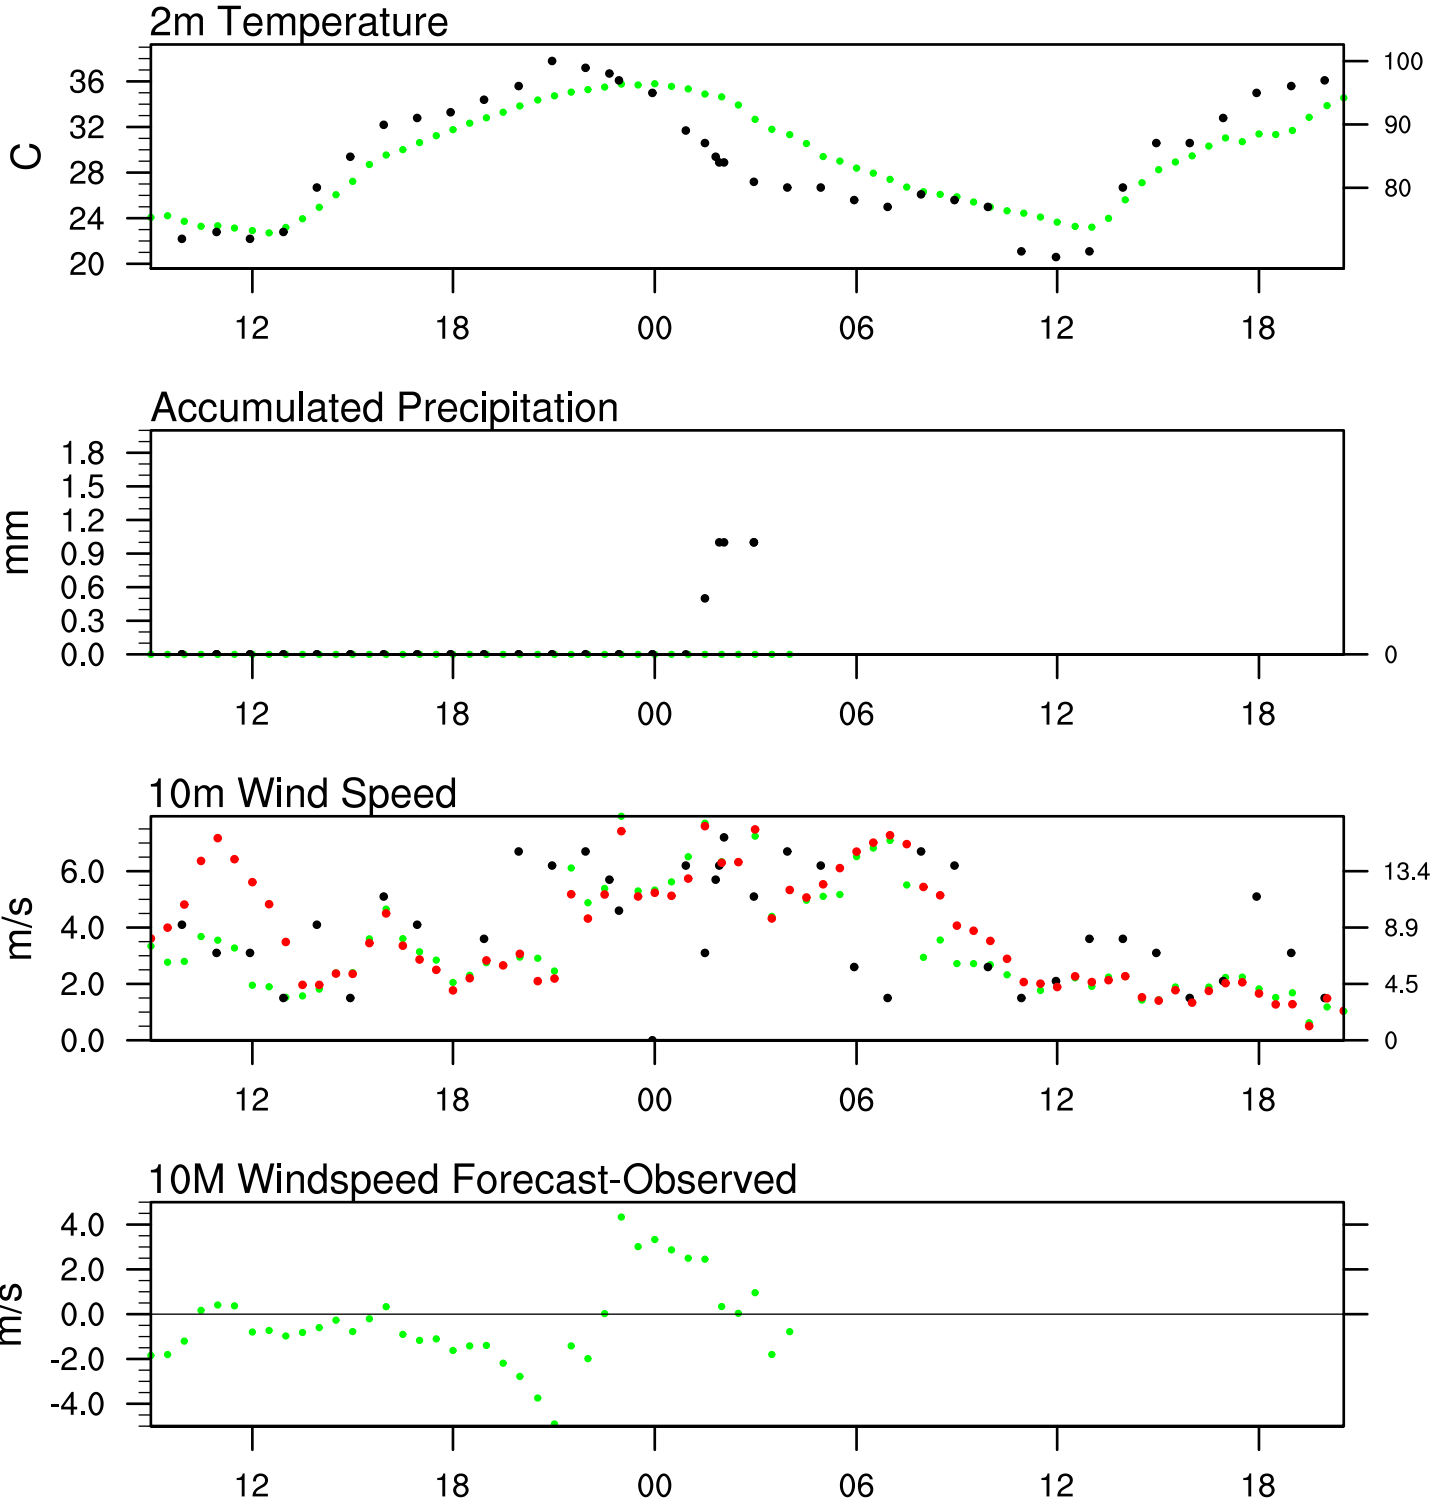 2m Temperature
C
36
32
28
24
20
100
90
80
12 18 00 06 12 18
Accumulated Precipitation
mm
1.8
1.5
1.2
0.9
0.6
0.3
0.0
0
12 18 00 06 12 18
10m Wind Speed
m/s
6.0
4.0
2.0
0.0
13.4
8.9
4.5
0
12 18 00 06 12 18
10M Windspeed Forecast-Observed
m/s
4.0
2.0
0.0
-2.0
-4.0
12 18 00 06 12 18